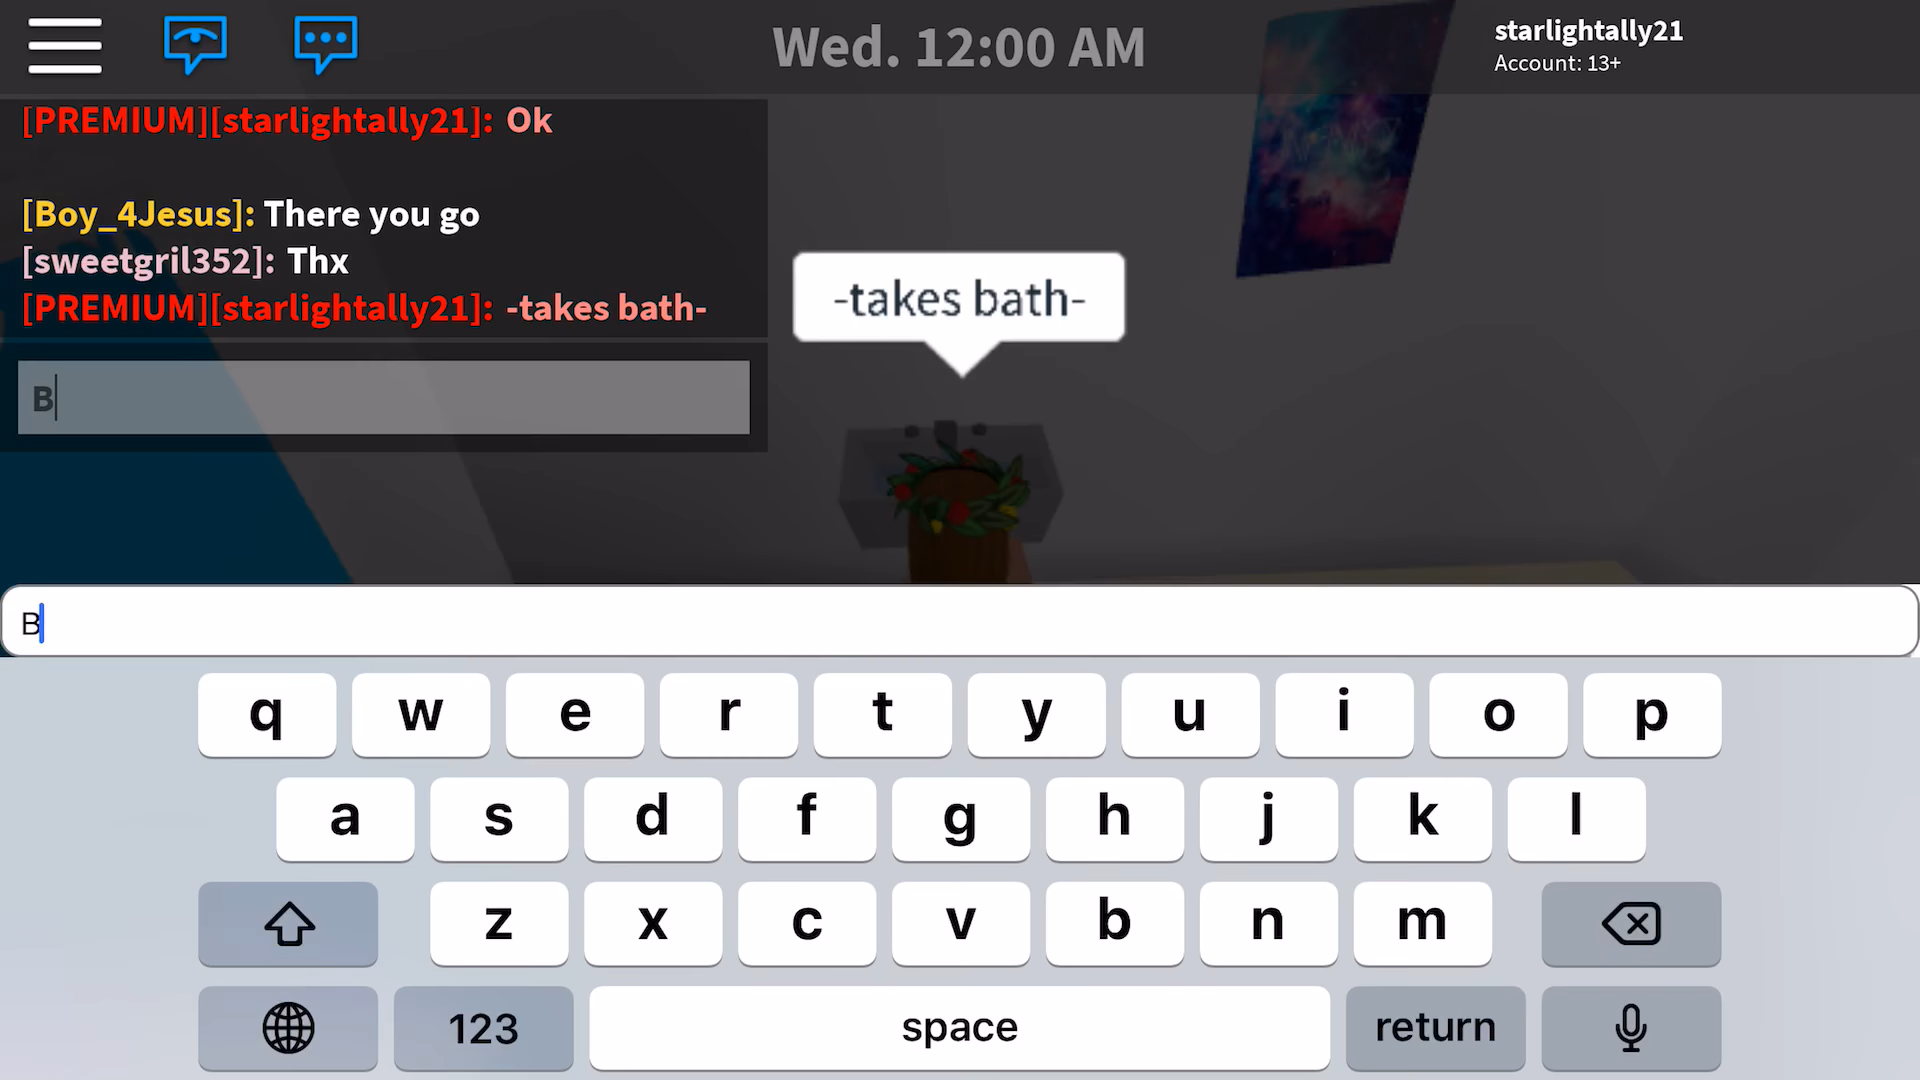 Wed. 12:00 AM
starlightally21
Account: 13+
[PREMIUM][starlightally21]: Ok
[Boy_4Jesus]: There you go
[sweetgril352]: Thx
[PREMIUM][starlightally21]: -takes bath-
-takes bath-
B
B
q w e r t y u i o p
a s d f g h j k l
z x c v b n m
123 space return